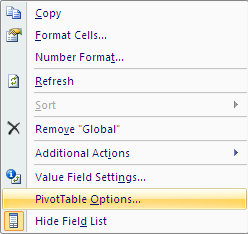 Copy
Format Cells...
Number Format...
Refresh
Sort
Remove "Global"
Additional Actions
Value Field Settings...
PivotTable Options...
Hide Field List